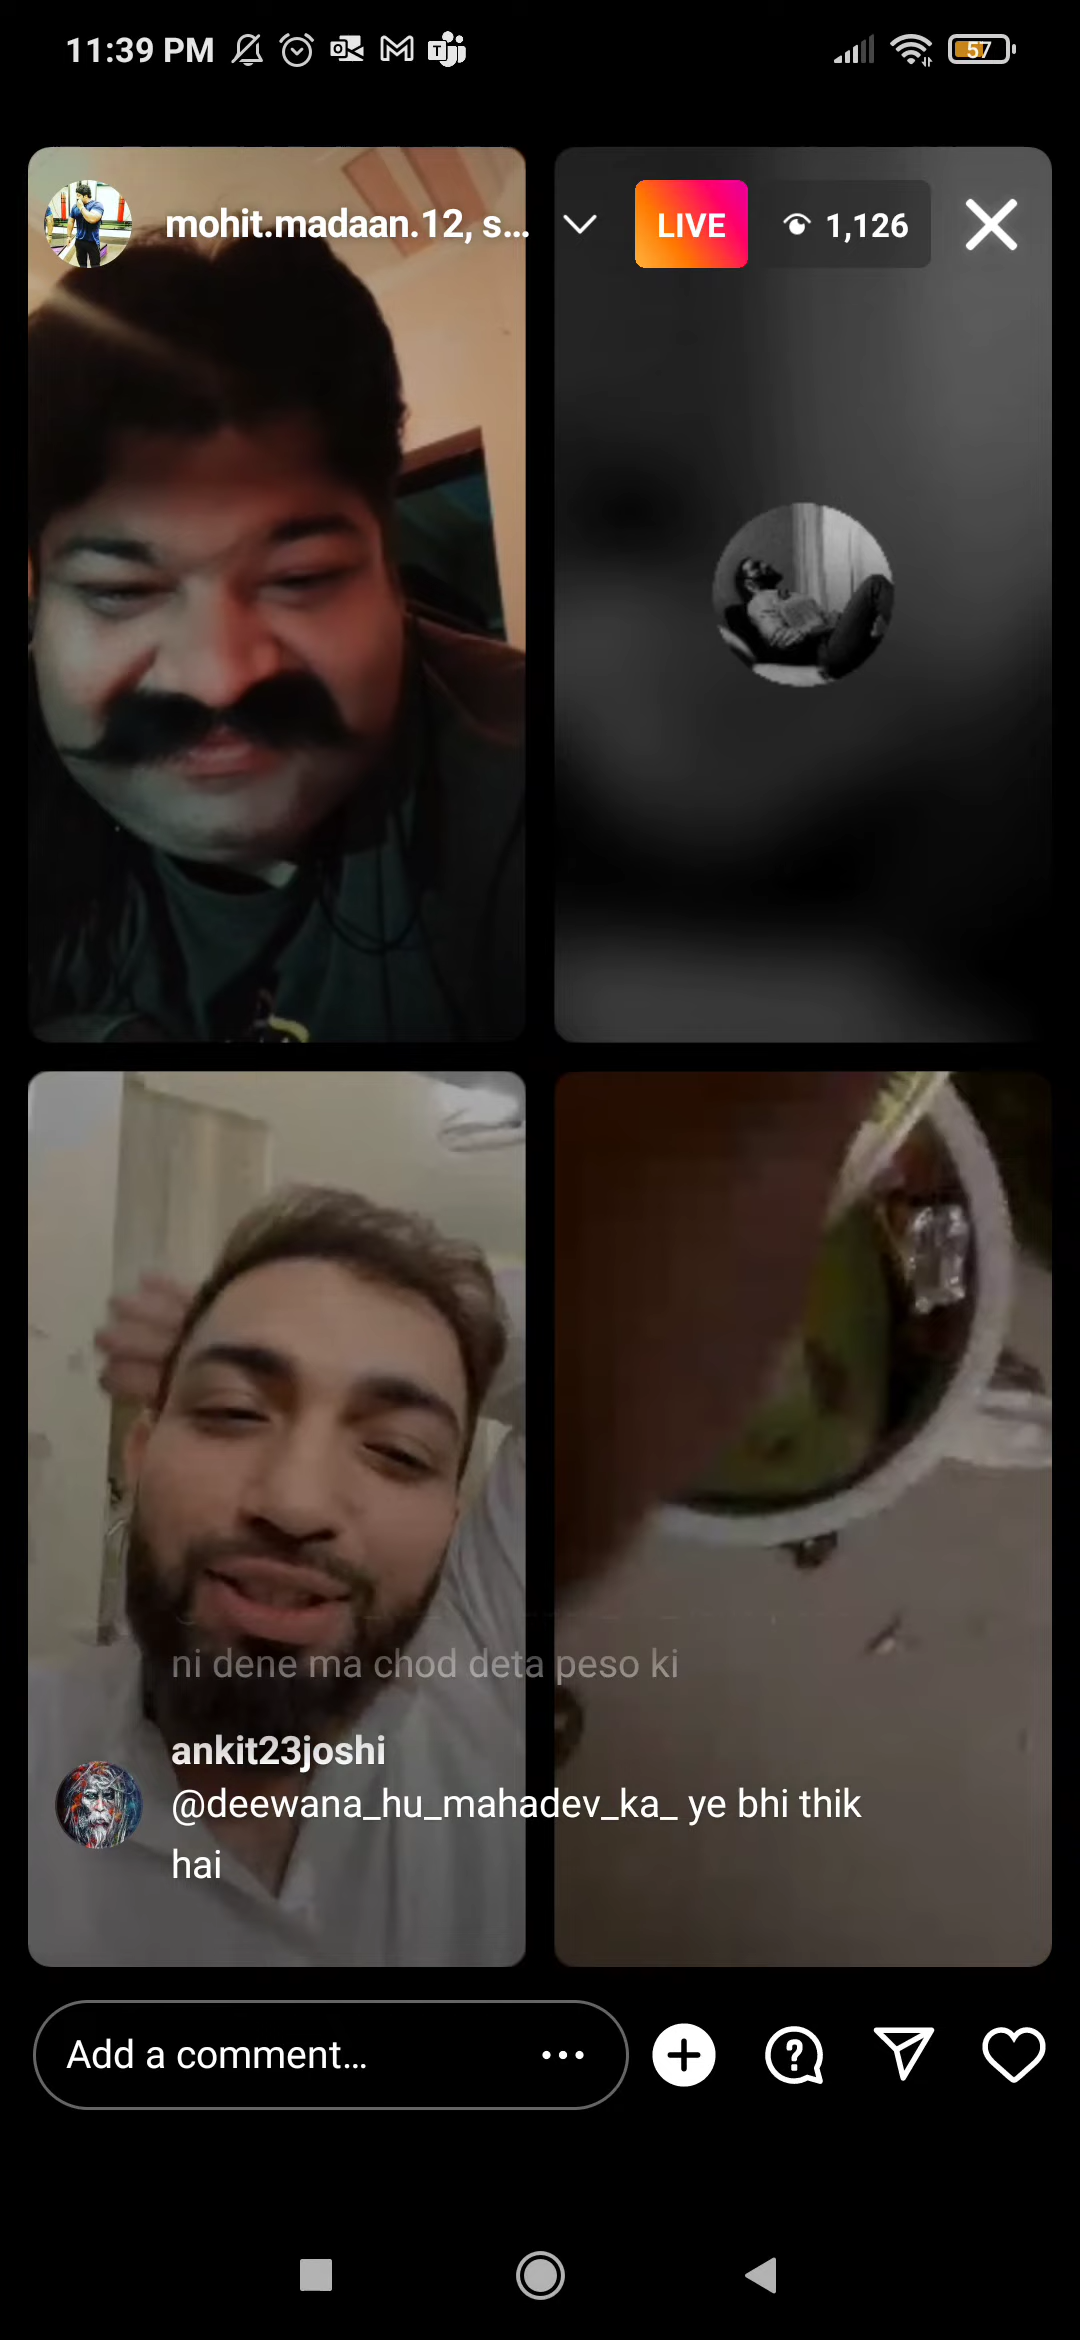 11:39 PM
57
mohit.madaan.12, s...
LIVE
1,126
ni dene ma chod deta peso ki
ankit23joshi
@deewana_hu_mahadev_ka_ ye bhi thik
hai
Add a comment...